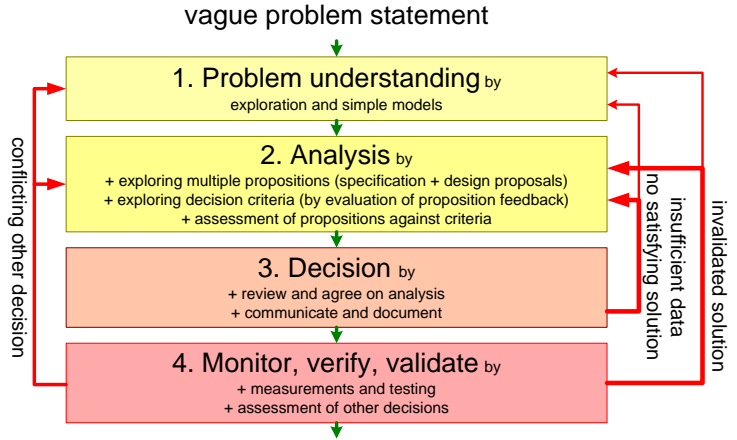 vague problem statement
1. Problem understanding by
exploration and simple models
2. Analysis by
+ exploring multiple propositions (specification + design proposals)
+ exploring decision criteria (by evaluation of proposition feedback)
+ assessment of propositions against criteria
3. Decision by
+ review and agree on analysis
+ communicate and document
4. Monitor, verify, validate by
+ measurements and testing
+ assessment of other decisions
conflicting other
decision
insufficient data
no satisfying solution
invalidated solution